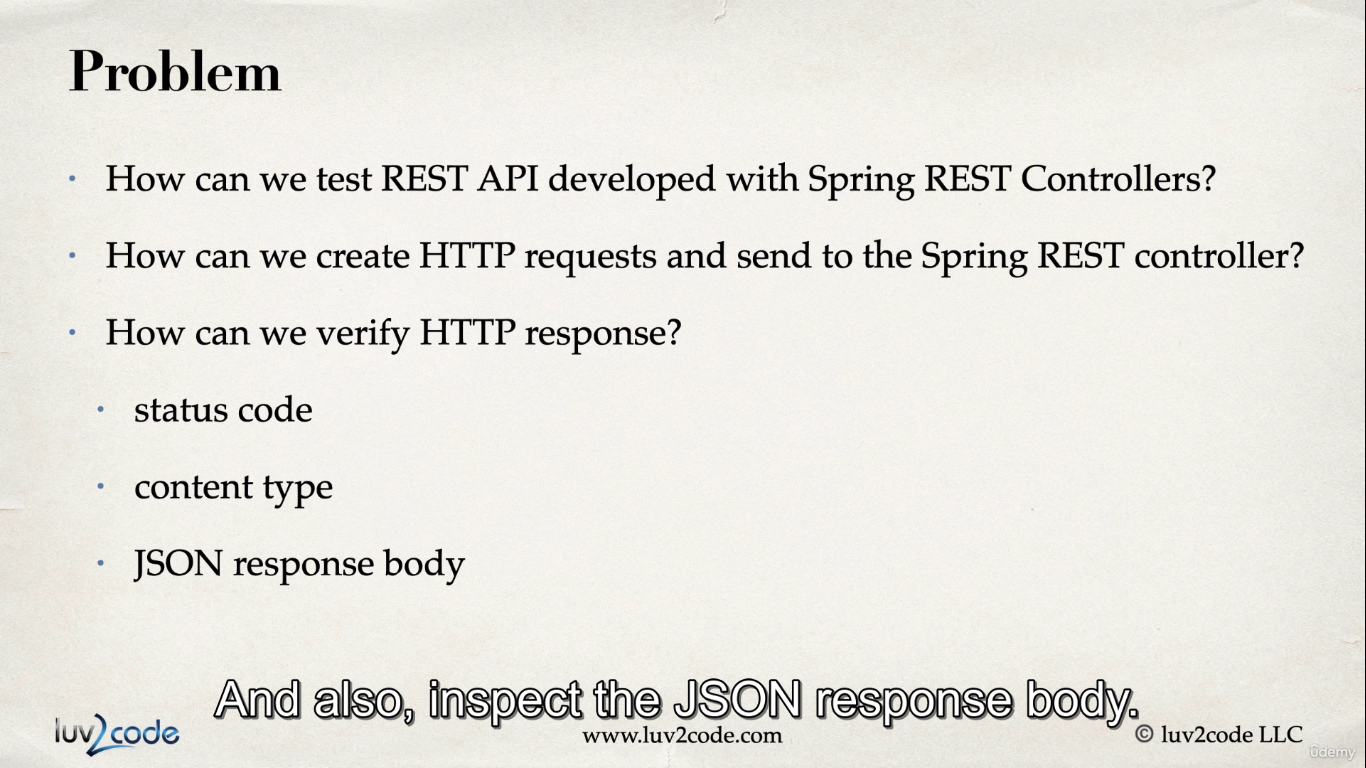 Problem
• How can we test REST API developed with Spring REST Controllers?
• How can we create HTTP requests and send to the Spring REST controller?
• How can we verify HTTP response?
• status code
• content type
• JSON response body
And also, inspect the JSON response body.
luv2code
www.luv2code.com
© luv2code LLC
ûdemy